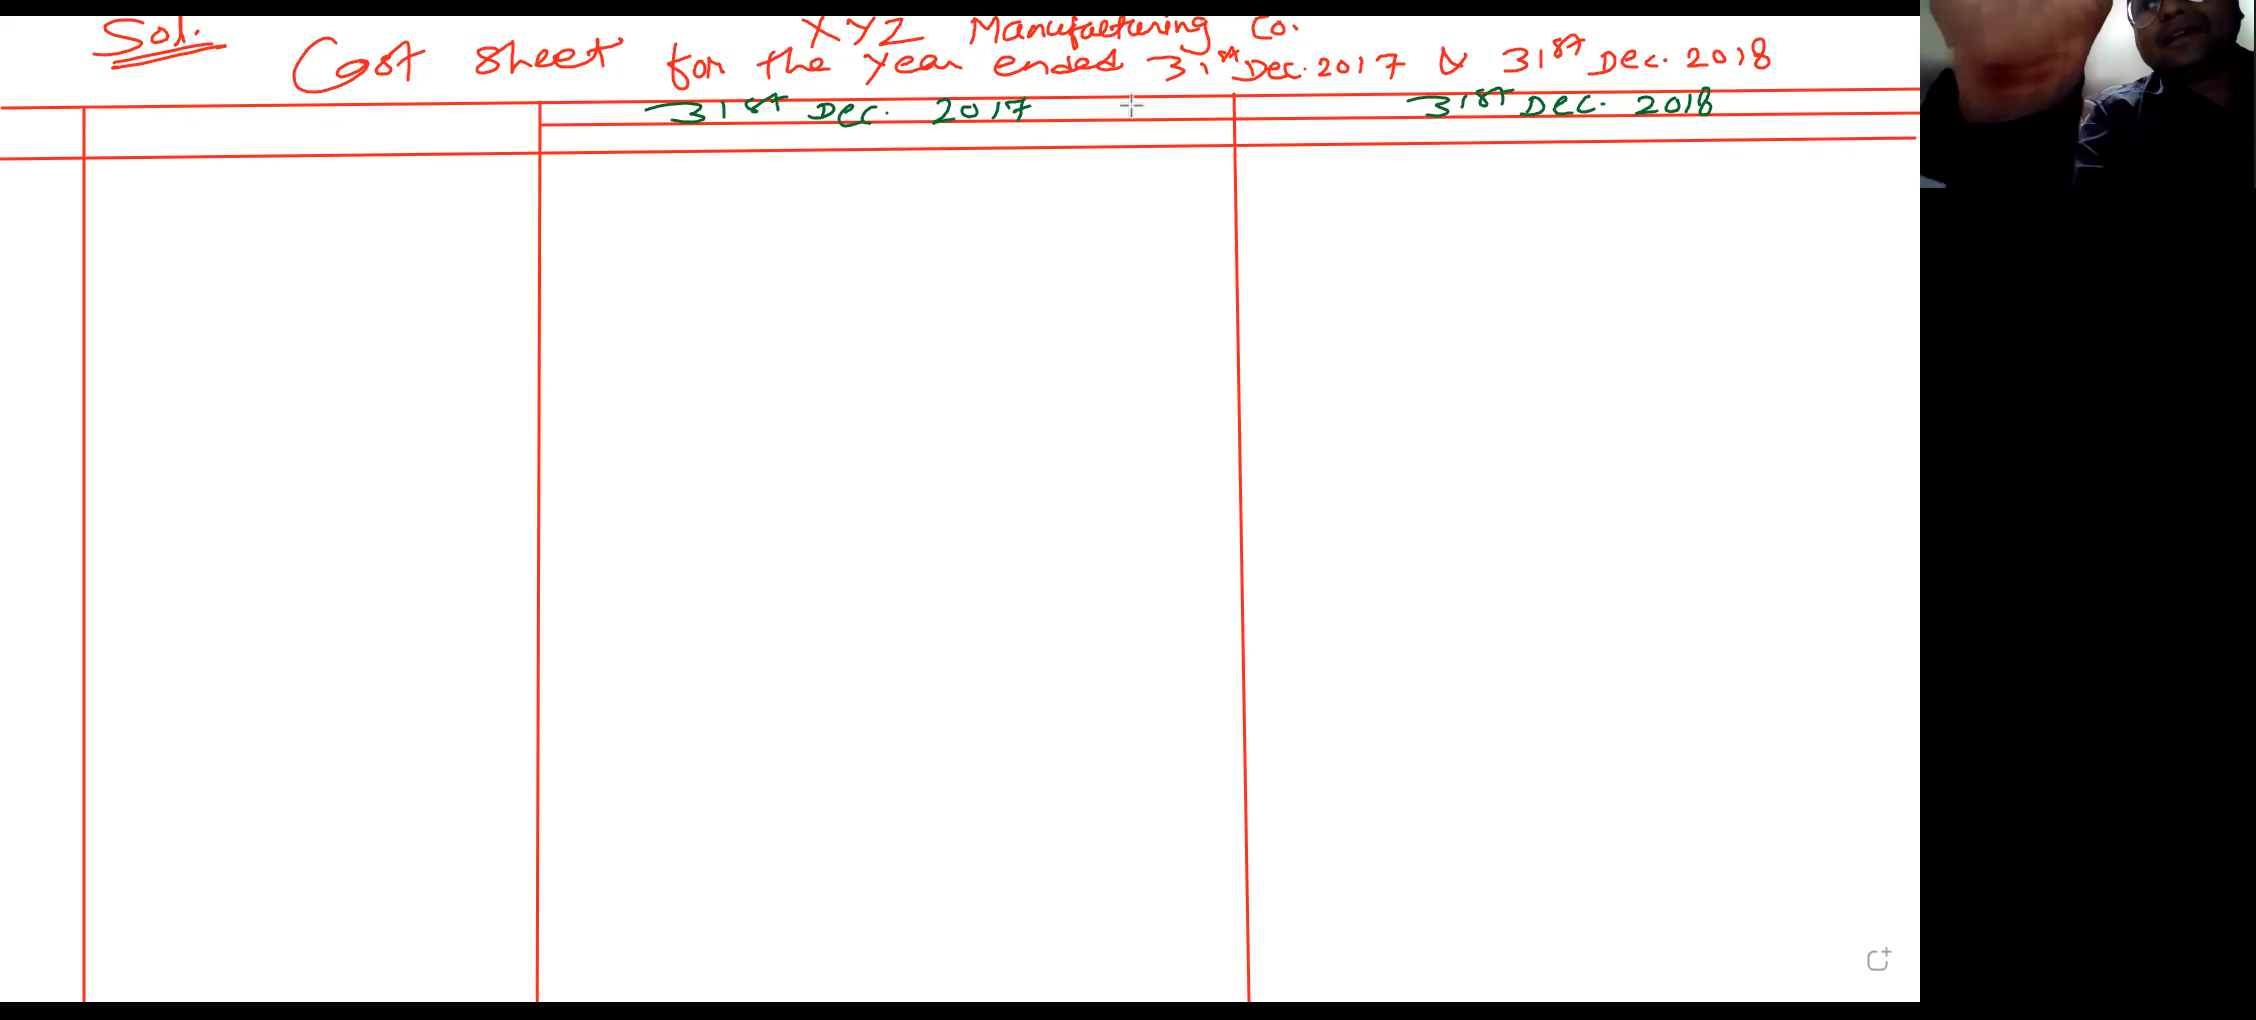 Sol.
XYZ Manufacturing Co.
Cost sheet for the Year ended 31st Dec. 2017 & 31st Dec. 2018
31st Dec. 2017 31st Dec. 2018